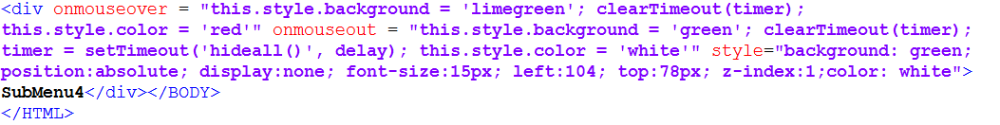 <div onmouseover = "this.style.background = 'limegreen'; clearTimeout(timer);
this.style.color = 'red'" onmouseout = "this.style.background = 'green'; clearTimeout(timer);
timer = setTimeout('hideall()', delay); this.style.color = 'white'" style="background: green;
position:absolute; display:none; font-size:15px; left:104; top:78px; z-index:1;color: white">
SubMenu4</div></BODY>
</HTML>